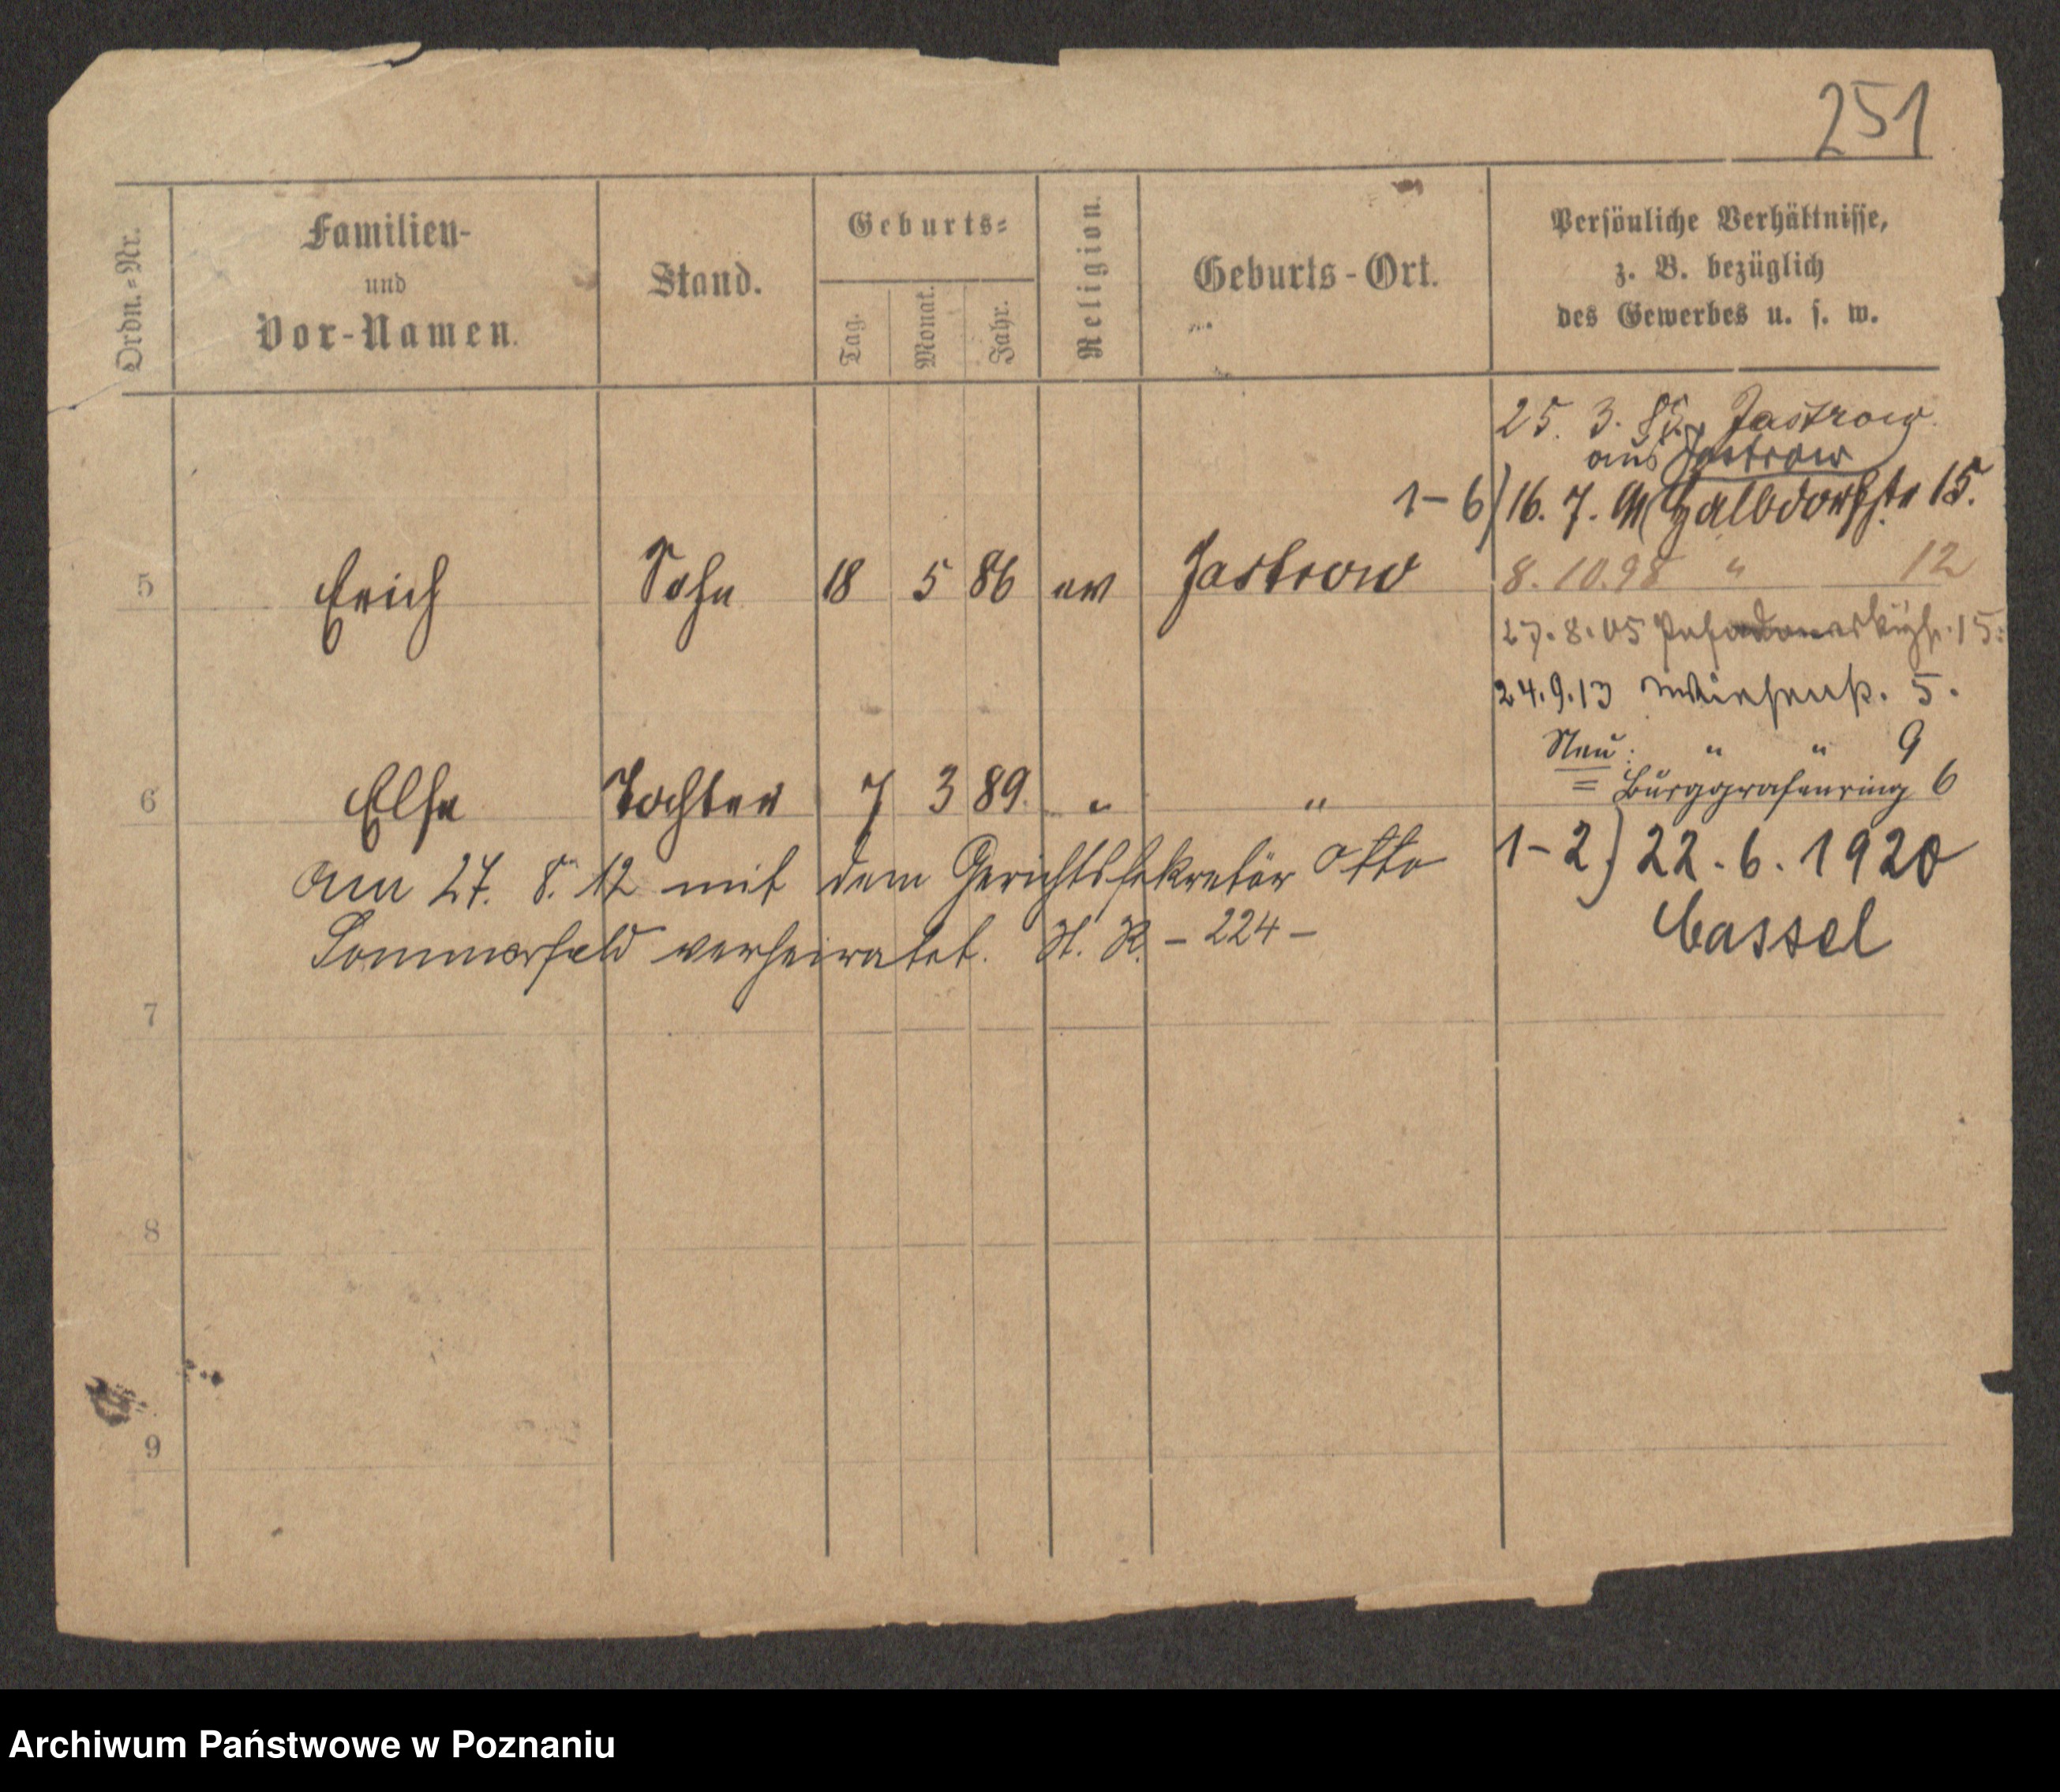 251
Ordn.-Nr.
Familien-
und
Vor-Namen.
Stand.
Geburts-
Tag.
Monat.
Jahr.
Religion.
Geburts-Ort.
Persönliche Verhältnisse,
z. B. bezüglich
des Gewerbes u. s. w.
25. 3. Jastrow
aus Jastrow
1-6) 16. 7. 91 Halbdorfstr 15.
5 Erich Sohn 18 5 86 ev Jastrow 8. 10. 98 " 12
27. 8. 05 15.
24. 9. 13 Wiesenstr. 5.
Neu: " " 9
6 Else Tochter 7 3 89. " " = Burggrafenring 6
am 27. 8. 12 mit dem Gerichtssekretär Otto
Sommerfeld verheiratet. H. R. - 224 -
1-2) 22. 6. 1920
Cassel
7
8
9
Archiwum Państwowe w Poznaniu